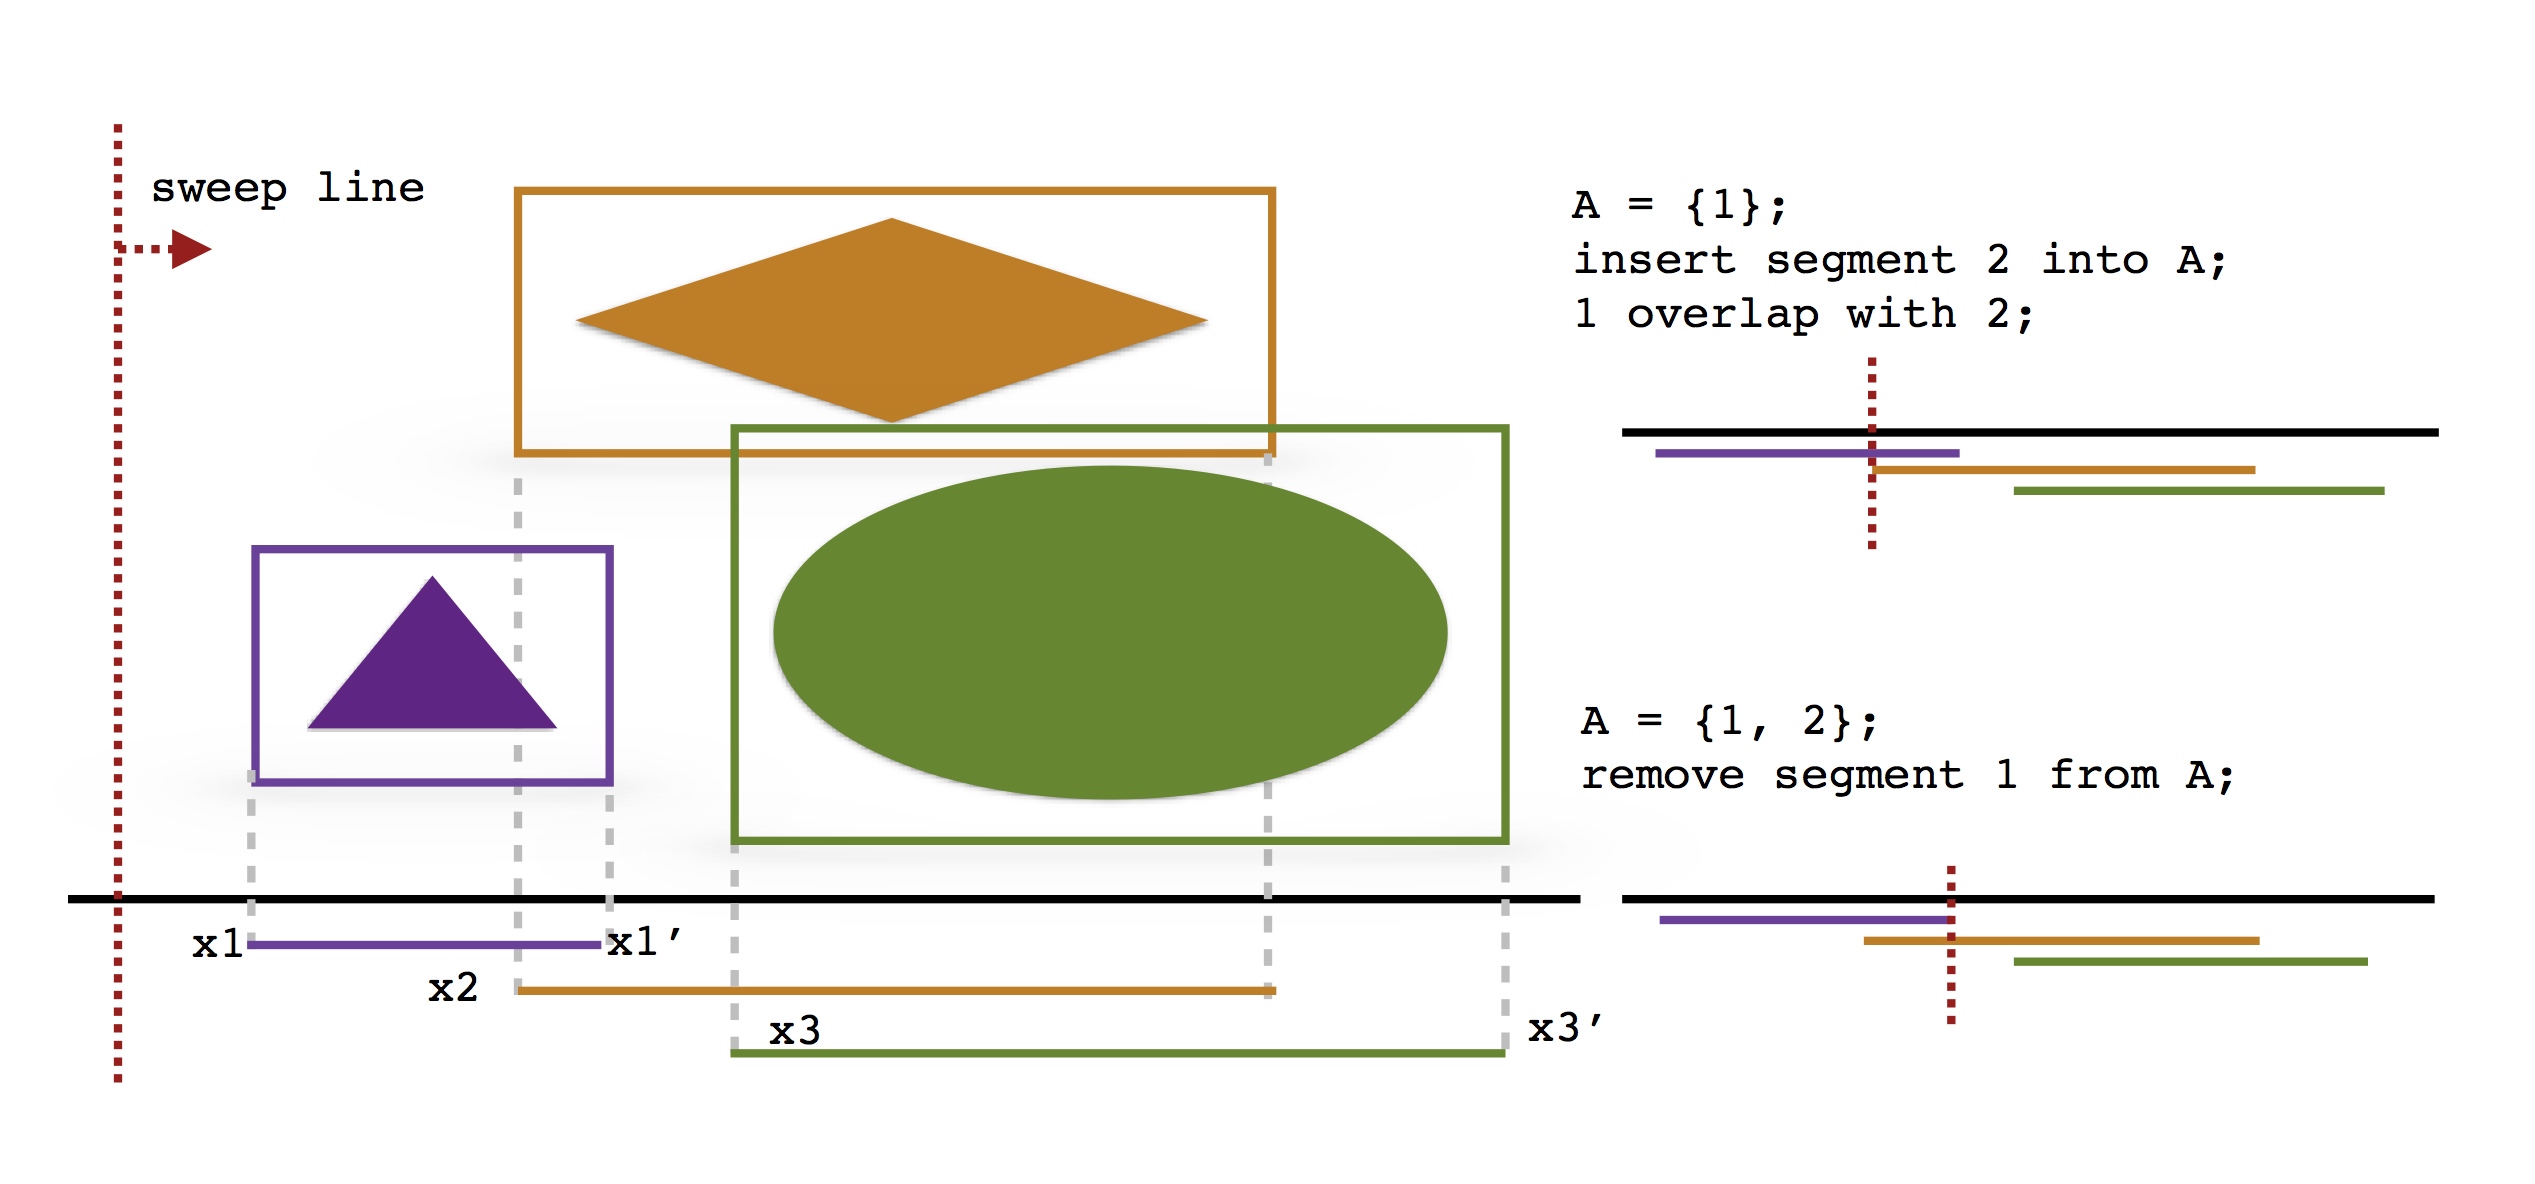 sweep line
A = {1};
insert segment 2 into A;
1 overlap with 2;
A = {1, 2};
remove segment 1 from A;
x1
x1’
x2
x3
x3’